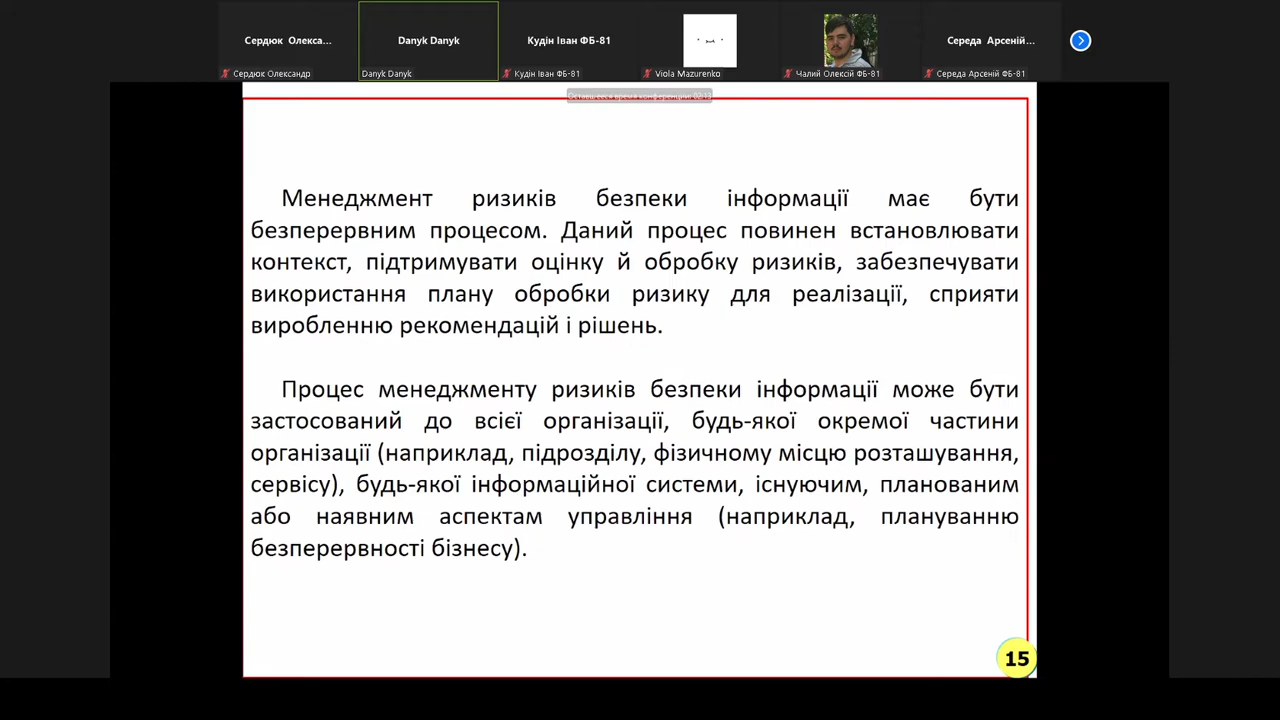 Сердюк Олекса...
Danyk Danyk
Кудін Іван ФБ-81
Середа Арсеній...
Сердюк Олександр
Danyk Danyk
Кудін Іван ФБ-81
Viola Mazurenko
Чалий Олексій ФБ-81
Середа Арсеній ФБ-81
Менеджмент ризиків безпеки інформації має бути
безперервним процесом. Даний процес повинен встановлювати
контекст, підтримувати оцінку й обробку ризиків, забезпечувати
використання плану обробки ризику для реалізації, сприяти
виробленню рекомендацій і рішень.
Процес менеджменту ризиків безпеки інформації може бути
застосований до всієї організації, будь-якої окремої частини
організації (наприклад, підрозділу, фізичному місцю розташування,
сервісу), будь-якої інформаційної системи, існуючим, планованим
або наявним аспектам управління (наприклад, плануванню
безперервності бізнесу).
15